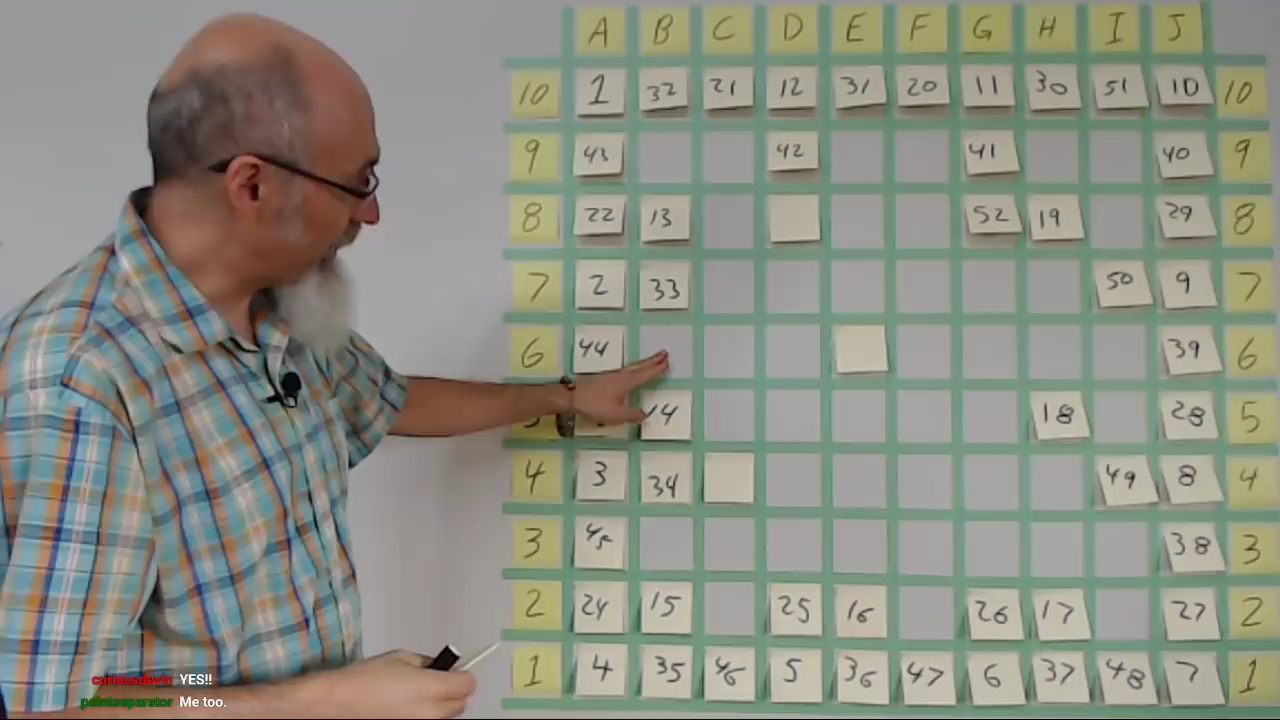 A B C D E F G H I J
10 1 32 21 12 31 20 11 30 51 10 10
9 43 42 41 40 9
8 22 13 52 19 29 8
7 2 33 50 9 7
6 44 39 6
14 18 28 5
4 3 34 49 8 4
3 45 38 3
2 24 15 25 16 26 17 27 2
1 4 35 46 5 36 47 6 37 48 7 1
curiousdevin YES!!
Me too.